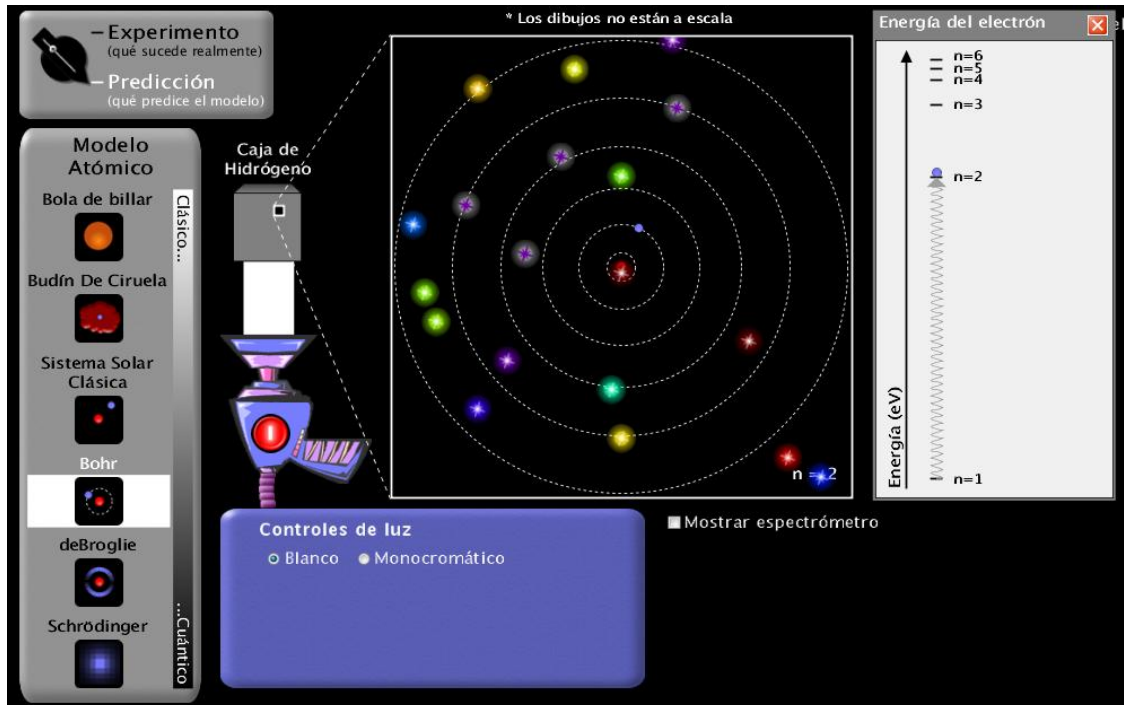 * Los dibujos no están a escala
Experimento
(qué sucede realmente)
Predicción
(qué predice el modelo)
Modelo
Atómico
Bola de billar
Budín De Ciruela
Sistema Solar
Clásica
Bohr
deBroglie
Schrödinger
Clásico...
...Cuántico
Caja de
Hidrógeno
n = 2
Energía del electrón
Energía (eV)
n=6
n=5
n=4
n=3
n=2
n=1
Controles de luz
Blanco
Monocromático
Mostrar espectrómetro